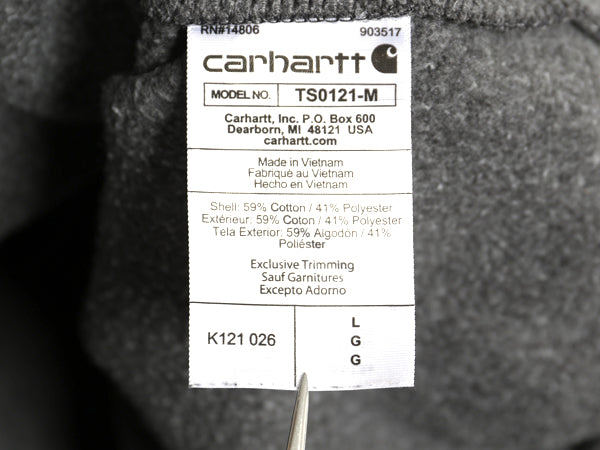 RN#14806 903517
carhartt
MODEL NO. TS0121-M
Carhartt, Inc. P.O. Box 600
Dearborn, MI 48121 USA
carhartt.com
Made in Vietnam
Fabriqué au Vietnam
Hecho en Vietnam
Shell: 59% Cotton / 41% Polyester
Extérieur: 59% Coton / 41% Polyester
Tela Exterior: 59% Algodón / 41%
Poliéster
Exclusive Trimming
Sauf Garnitures
Excepto Adorno
K121 026
L
G
G